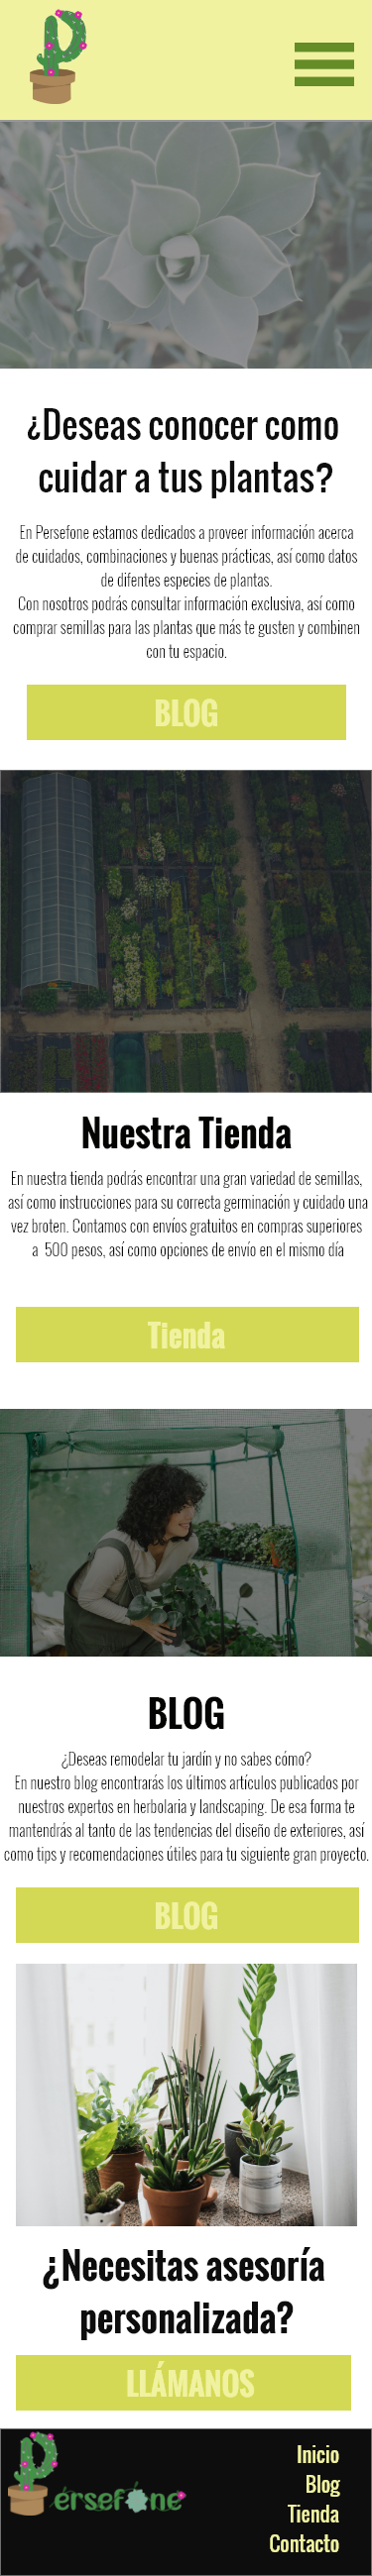 ¿Deseas conocer como
cuidar a tus plantas?
En Persefone estamos dedicados a proveer información acerca
de cuidados, combinaciones y buenas prácticas, así como datos
de difentes especies de plantas.
Con nosotros podrás consultar información exclusiva, así como
comprar semillas para las plantas que más te gusten y combinen
con tu espacio.
BLOG
Nuestra Tienda
En nuestra tienda podrás encontrar una gran variedad de semillas,
así como instrucciones para su correcta germinación y cuidado una
vez broten. Contamos con envíos gratuitos en compras superiores
a 500 pesos, así como opciones de envío en el mismo día
Tienda
BLOG
¿Deseas remodelar tu jardín y no sabes cómo?
En nuestro blog encontrarás los últimos artículos publicados por
nuestros expertos en herbolaria y landscaping. De esa forma te
mantendrás al tanto de las tendencias del diseño de exteriores, así
como tips y recomendaciones útiles para tu siguiente gran proyecto.
BLOG
¿Necesitas asesoría
personalizada?
LLÁMANOS
Pérsefone
Inicio
Blog
Tienda
Contacto